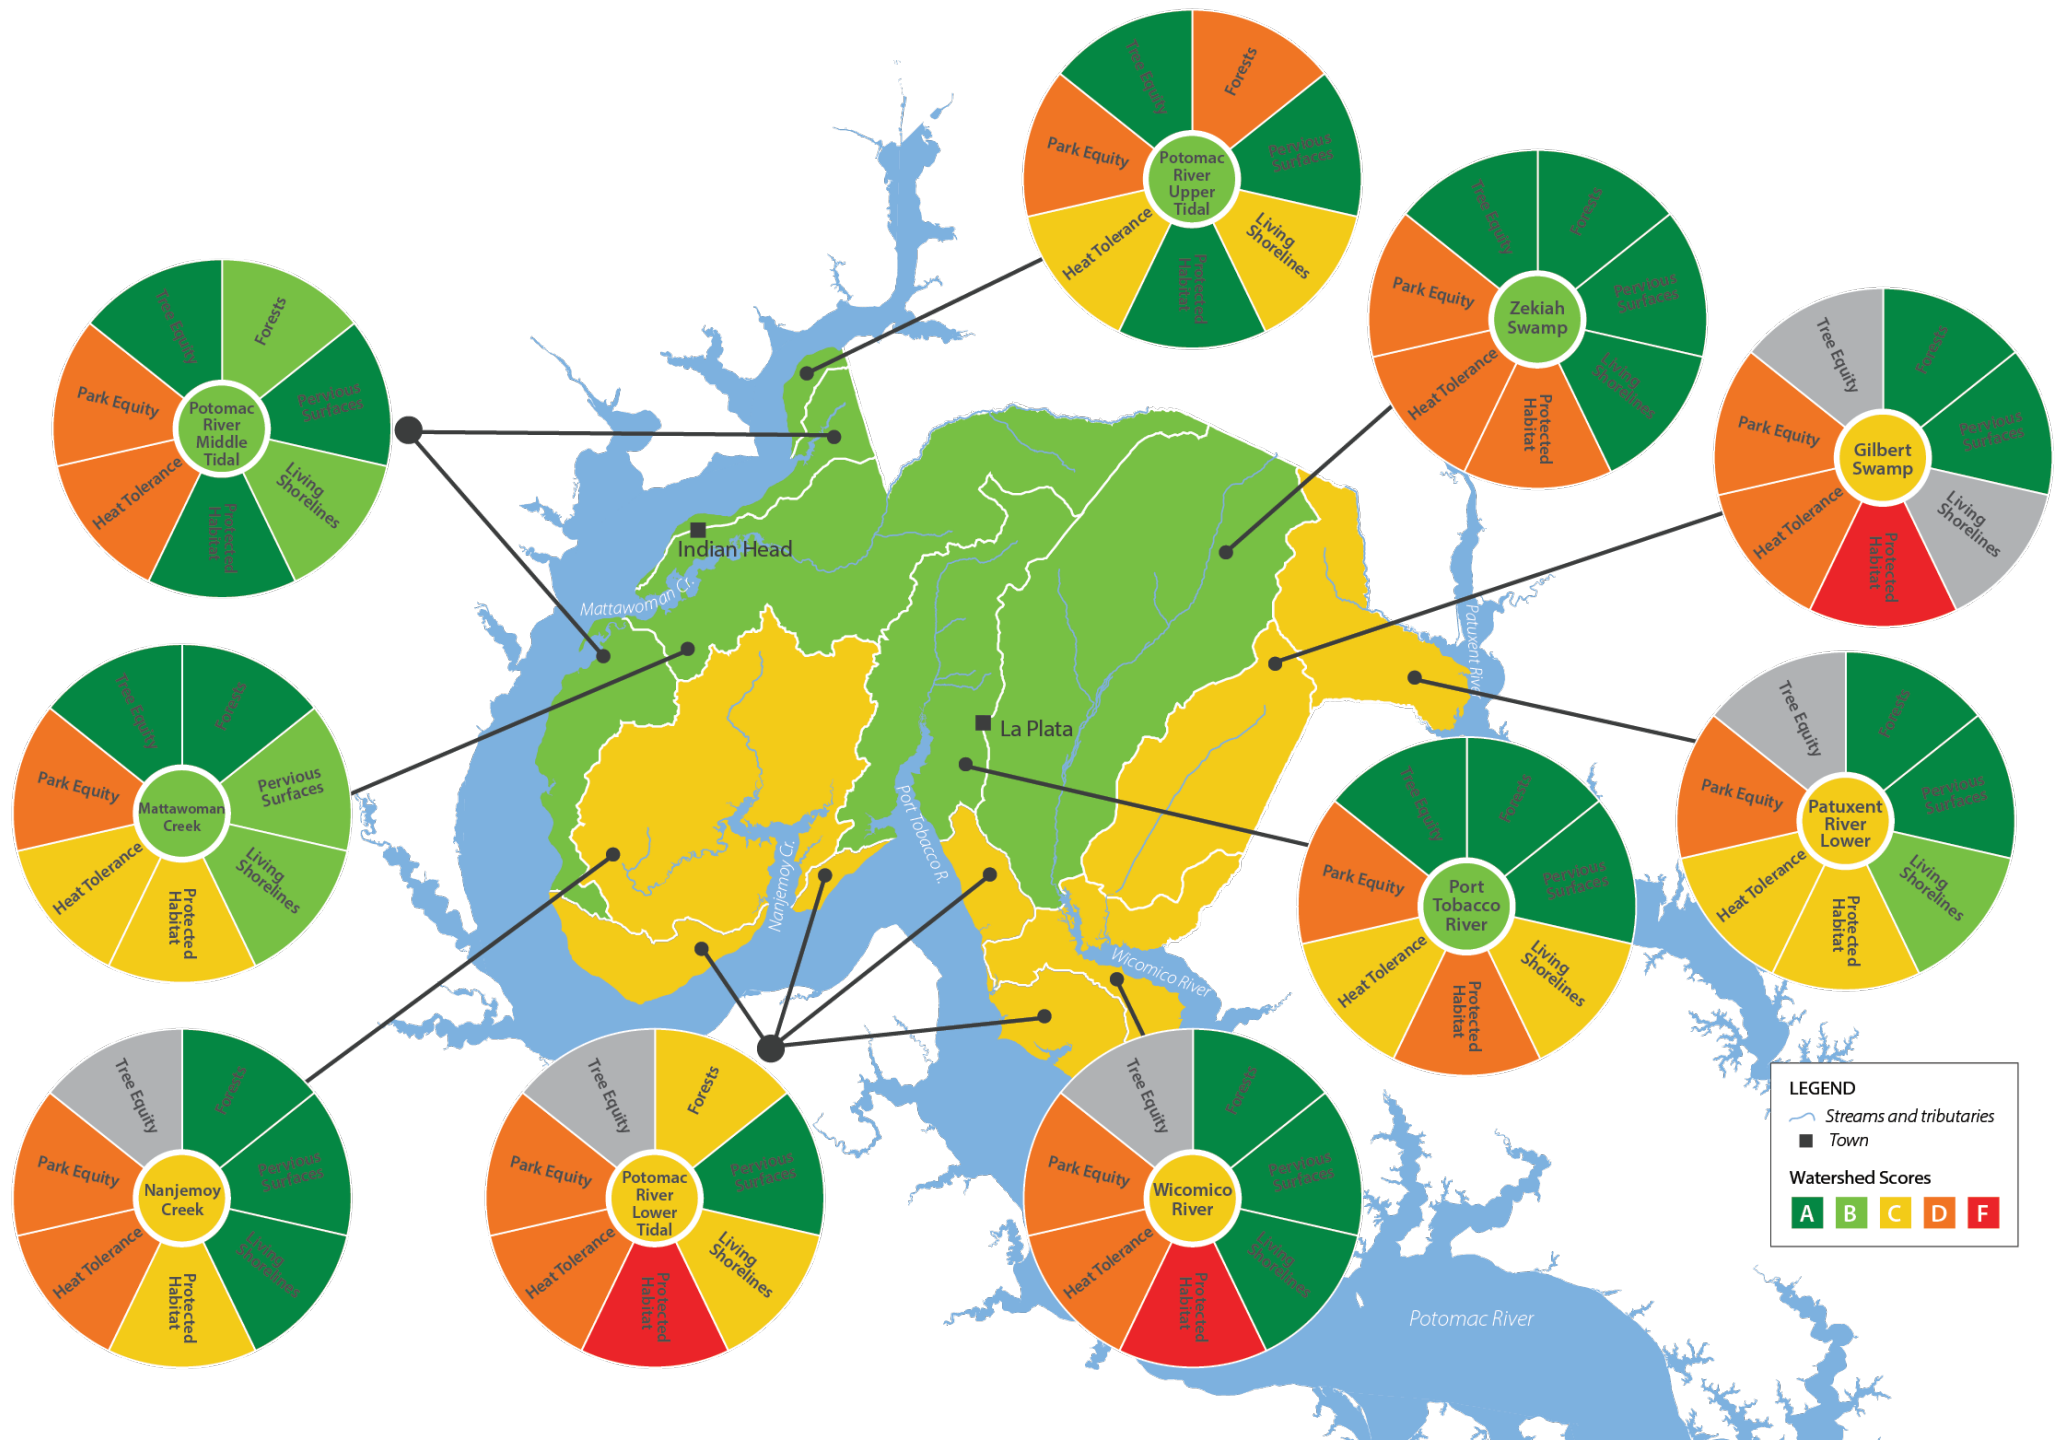 Tree Equity
Forests
Park Equity
Pervious
Surfaces
Potomac
River
Upper
Tidal
Heat Tolerance
Living
Shorelines
Protected
Habitat
Tree Equity
Forests
Park Equity
Pervious
Surfaces
Zekiah
Swamp
Heat Tolerance
Living
Shorelines
Protected
Habitat
Tree Equity
Forests
Park Equity
Pervious
Surfaces
Potomac
River
Middle
Tidal
Heat Tolerance
Living
Shorelines
Protected
Habitat
Tree Equity
Forests
Park Equity
Pervious
Surfaces
Gilbert
Swamp
Heat Tolerance
Living
Shorelines
Protected
Habitat
Indian Head
Mattawoman Cr.
Patuxent River
La Plata
Port Tobacco R.
Nanjemoy Cr.
Wicomico River
Tree Equity
Forests
Park Equity
Pervious
Surfaces
Mattawoman
Creek
Heat Tolerance
Living
Shorelines
Protected
Habitat
Tree Equity
Forests
Park Equity
Pervious
Surfaces
Patuxent
River
Lower
Heat Tolerance
Living
Shorelines
Protected
Habitat
Tree Equity
Forests
Park Equity
Pervious
Surfaces
Port
Tobacco
River
Heat Tolerance
Living
Shorelines
Protected
Habitat
Tree Equity
Forests
Park Equity
Pervious
Surfaces
Nanjemoy
Creek
Heat Tolerance
Living
Shorelines
Protected
Habitat
Tree Equity
Forests
Park Equity
Pervious
Surfaces
Potomac
River
Lower
Tidal
Heat Tolerance
Living
Shorelines
Protected
Habitat
Tree Equity
Forests
Park Equity
Pervious
Surfaces
Wicomico
River
Heat Tolerance
Living
Shorelines
Protected
Habitat
LEGEND
Streams and tributaries
Town
Watershed Scores
A B C D F
Potomac River